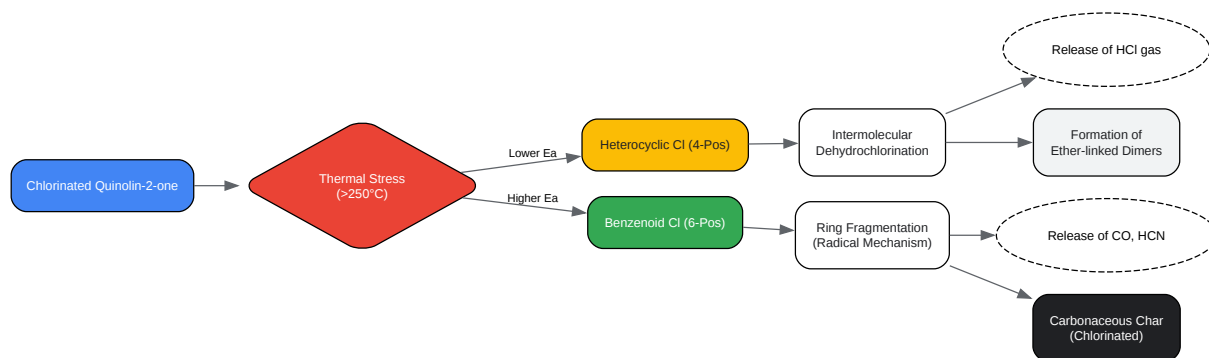 Chlorinated Quinolin-2-one
Thermal Stress
(>250°C)
Lower Ea
Higher Ea
Heterocyclic Cl (4-Pos)
Benzenoid Cl (6-Pos)
Intermolecular
Dehydrochlorination
Ring Fragmentation
(Radical Mechanism)
Release of HCl gas
Formation of
Ether-linked Dimers
Release of CO, HCN
Carbonaceous Char
(Chlorinated)